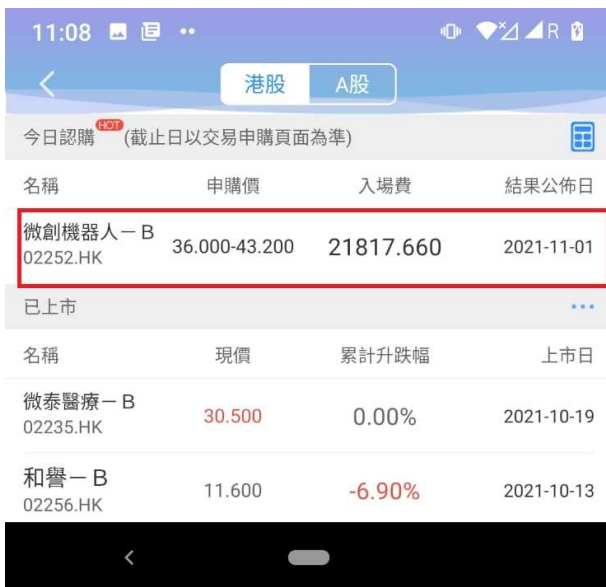 11:08 R
港股 A股
今日認購HOT(截止日以交易申購頁面為準)
名稱 申購價 入場費 結果公佈日
微創機器人－B
02252.HK 36.000-43.200 21817.660 2021-11-01
已上市
名稱 現價 累計升跌幅 上市日
微泰醫療－B
02235.HK 30.500 0.00% 2021-10-19
和譽－B
02256.HK 11.600 -6.90% 2021-10-13